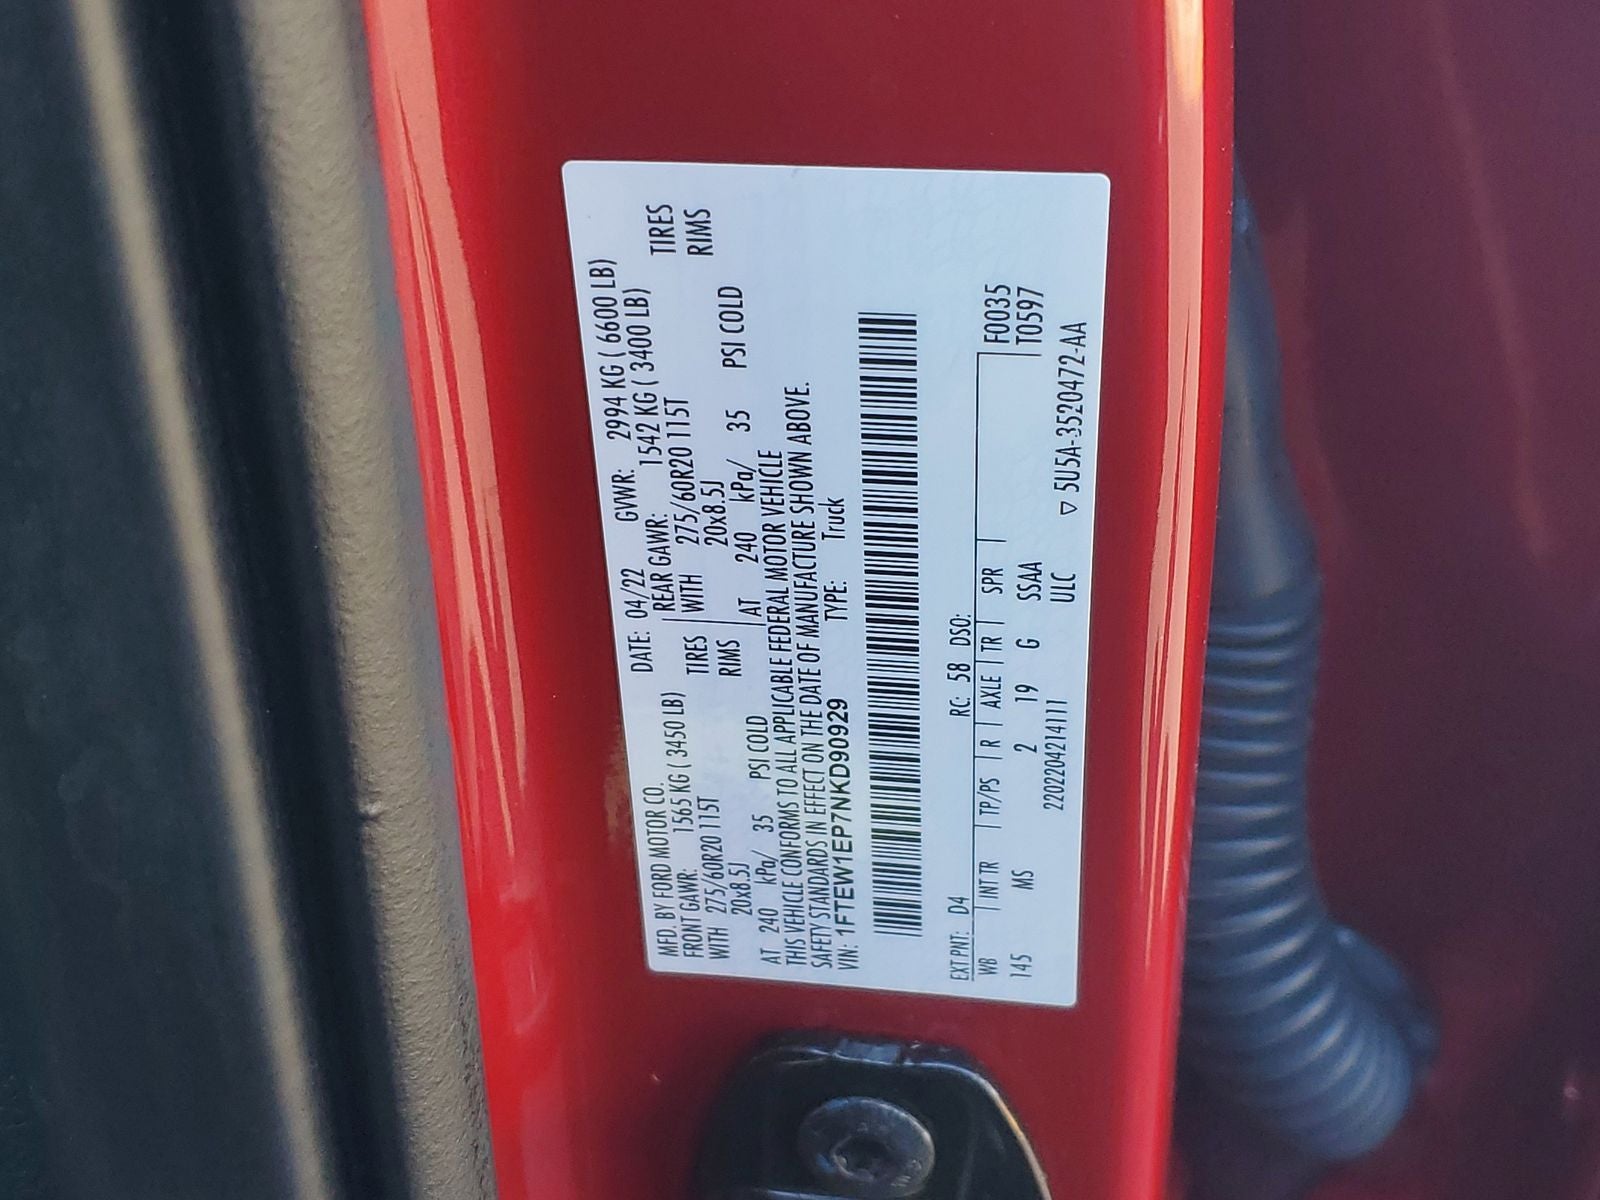 MFD. BY FORD MOTOR CO. DATE: 04/22 GVWR: 2994 KG ( 6600 LB)
FRONT GAWR: 1565 KG ( 3450 LB) REAR GAWR: 1542 KG ( 3400 LB)
WITH 275/60R20 115T TIRES WITH 275/60R20 115T TIRES
20x8.5J RIMS 20x8.5J RIMS
AT 240 kPa/ 35 PSI COLD AT 240 kPa/ 35 PSI COLD
THIS VEHICLE CONFORMS TO ALL APPLICABLE FEDERAL MOTOR VEHICLE
SAFETY STANDARDS IN EFFECT ON THE DATE OF MANUFACTURE SHOWN ABOVE.
VIN: 1FTEW1EP7NKD90929 TYPE: Truck
EXT PNT: D4 RC: 58 DSO:
WB INT TR TP/PS R AXLE TR SPR F0035
145 MS 2 19 G SSAA T0597
2202204214111 ULC ▽ 5U5A-3520472-AA